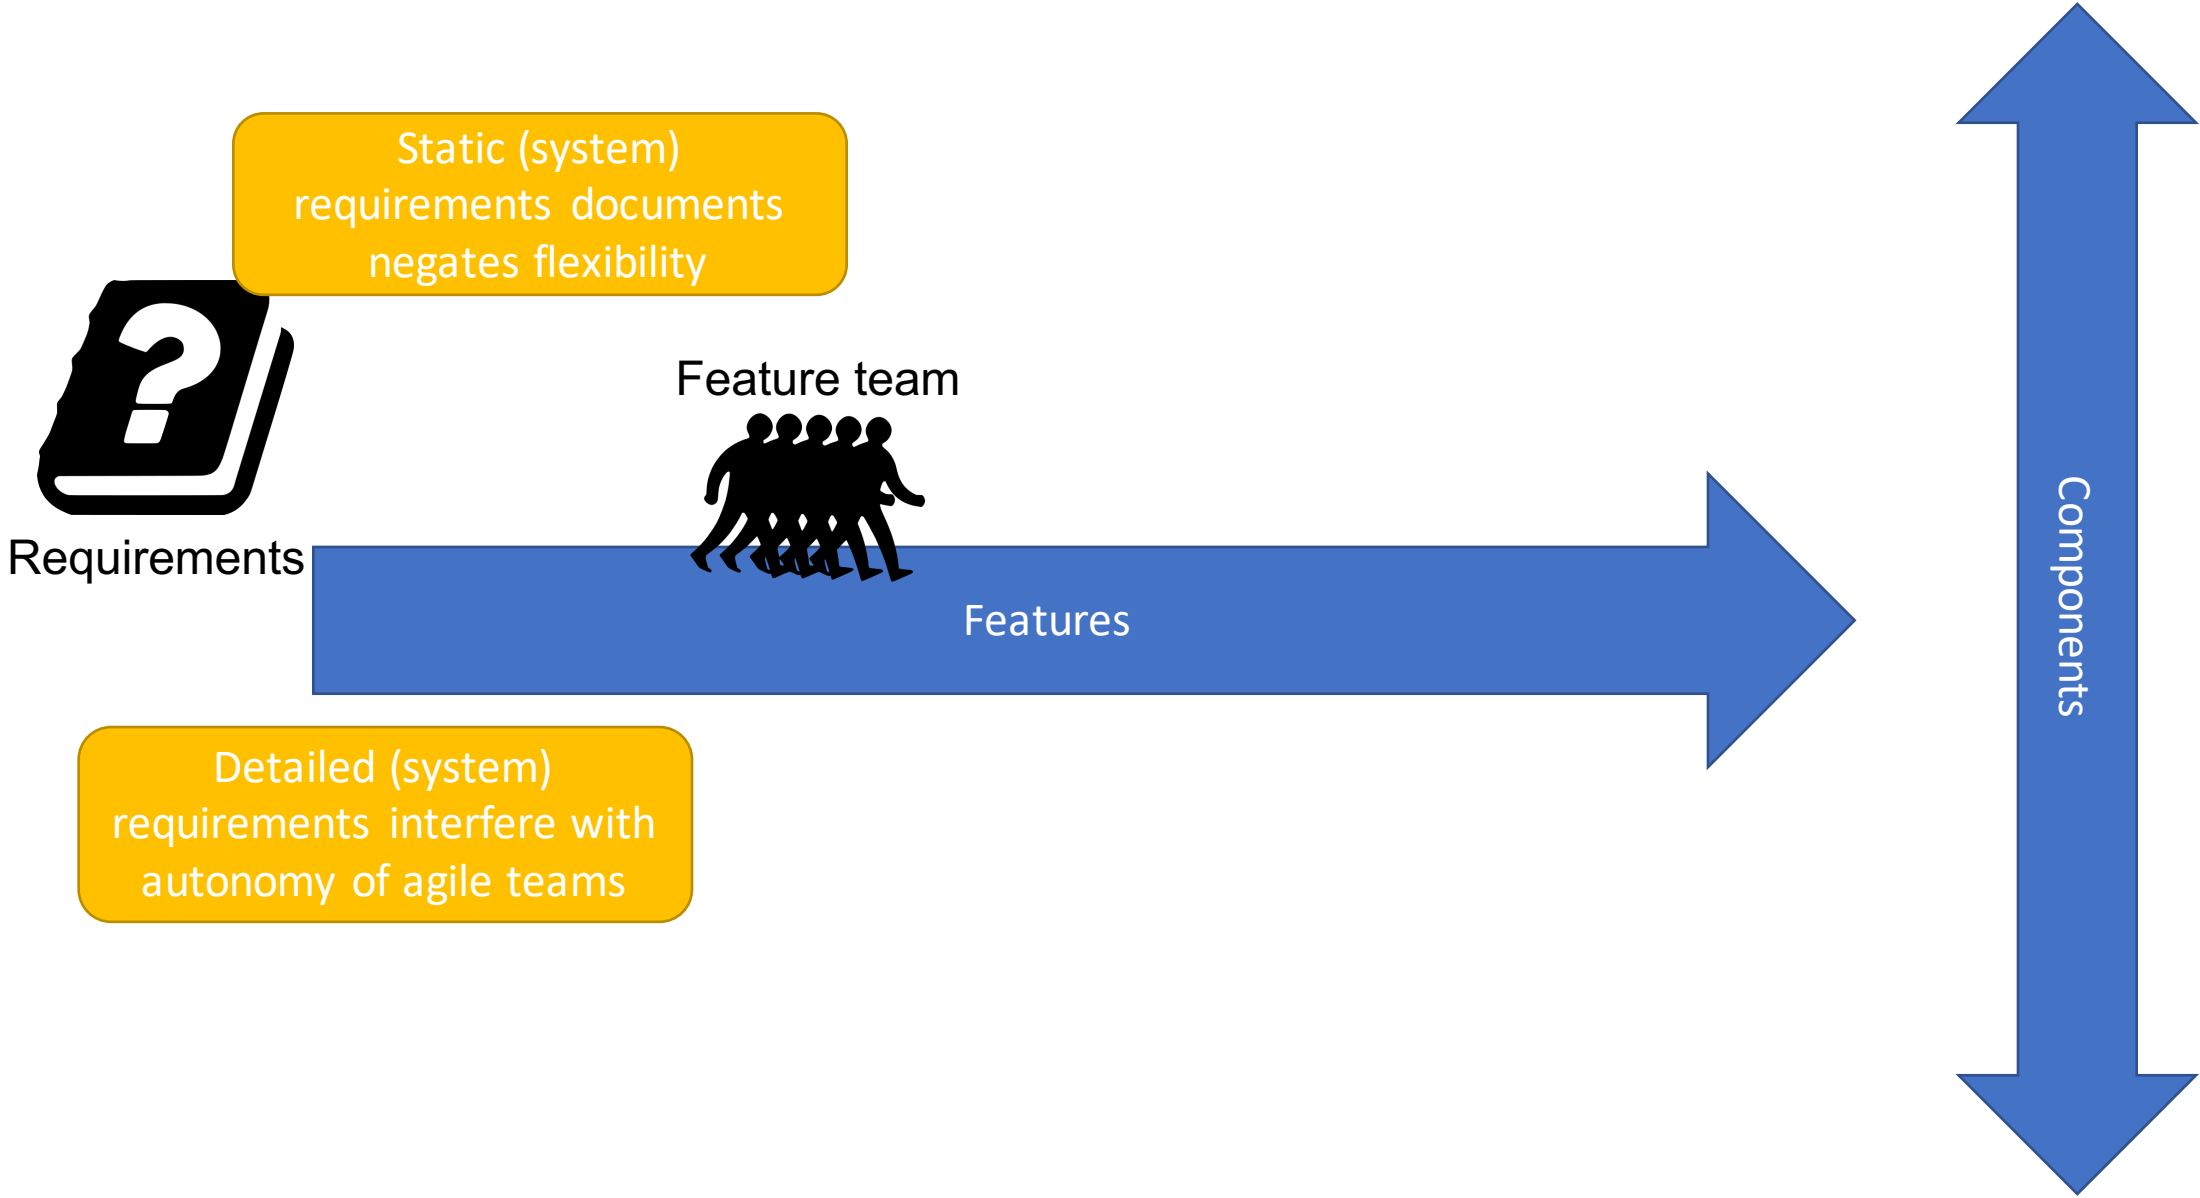 Static (system)
requirements documents
negates flexibility
Feature team
Requirements
Features
Components
Detailed (system)
requirements interfere with
autonomy of agile teams